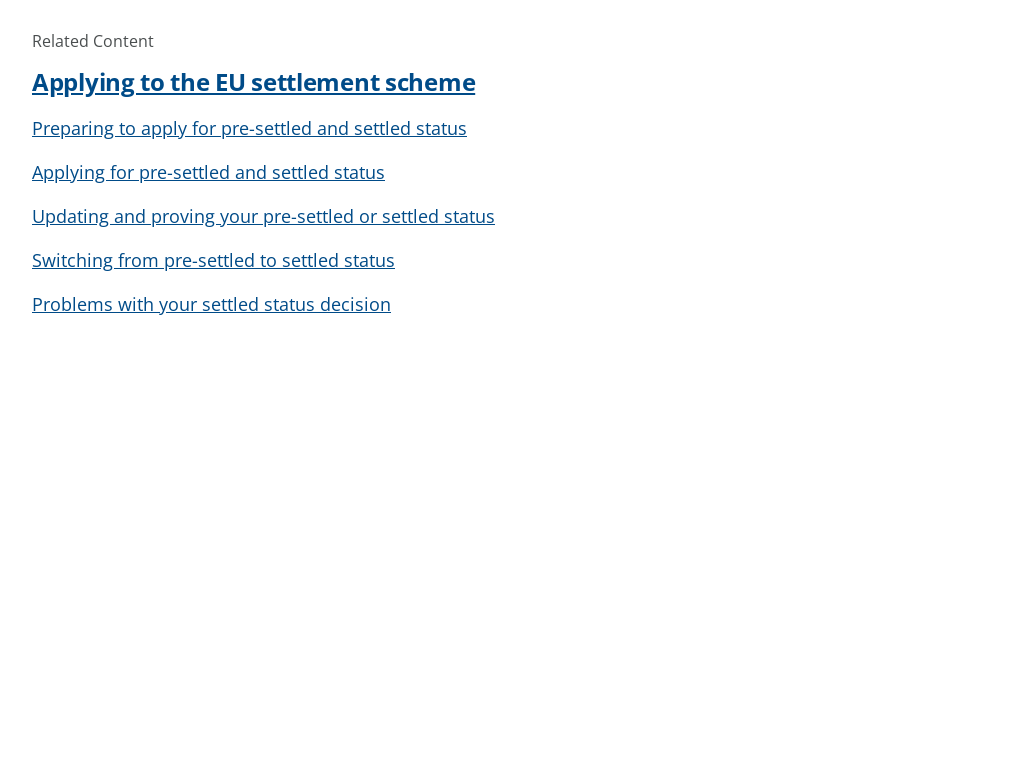 Related Content
Applying to the EU settlement scheme
Preparing to apply for pre-settled and settled status
Applying for pre-settled and settled status
Updating and proving your pre-settled or settled status
Switching from pre-settled to settled status
Problems with your settled status decision